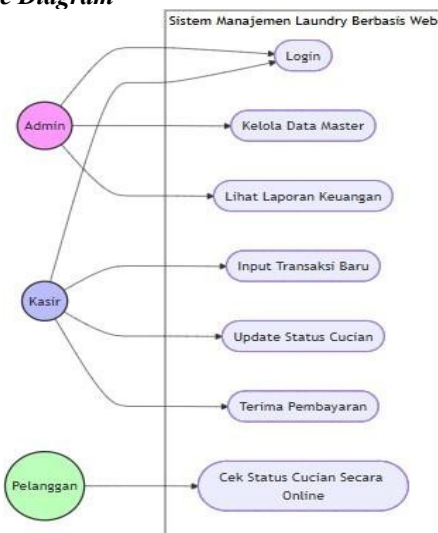 Diagram
Sistem Manajemen Laundry Berbasis Web
Login
Admin
Kelola Data Master
Lihat Laporan Keuangan
Input Transaksi Baru
Kasir
Update Status Cucian
Terima Pembayaran
Pelanggan
Cek Status Cucian Secara
Online